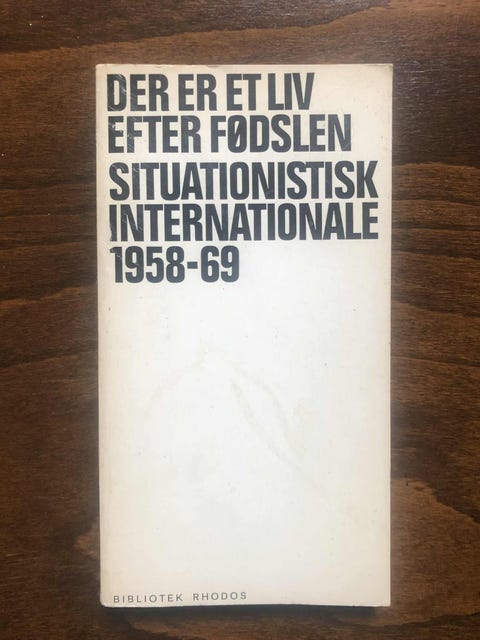 DER ER ET LIV
EFTER FØDSLEN
SITUATIONISTISK
INTERNATIONALE
1958-69
BIBLIOTEK RHODOS